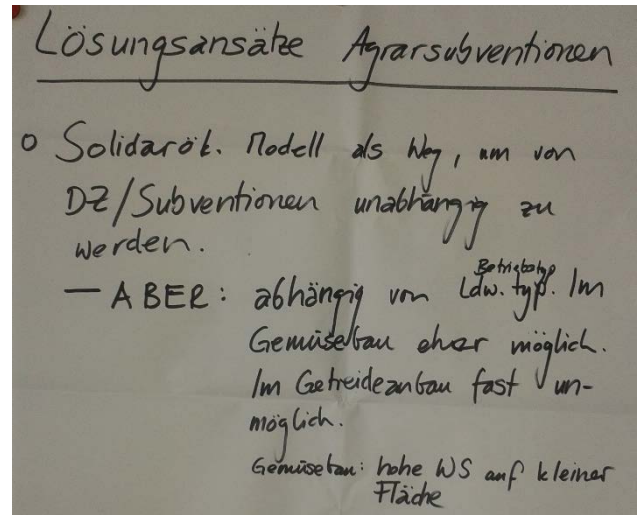 Lösungsansätze Agrarsubventionen
o Solidarök. Modell als Weg, um von
DZ/Subventionen unabhängig zu
werden.
Betriebstyp
— ABER: abhängig von Ldw. typ. Im
Gemüsebau eher möglich.
Im Getreideanbau fast un-
möglich.
Gemüsebau: hohe WS auf kleiner
Fläche